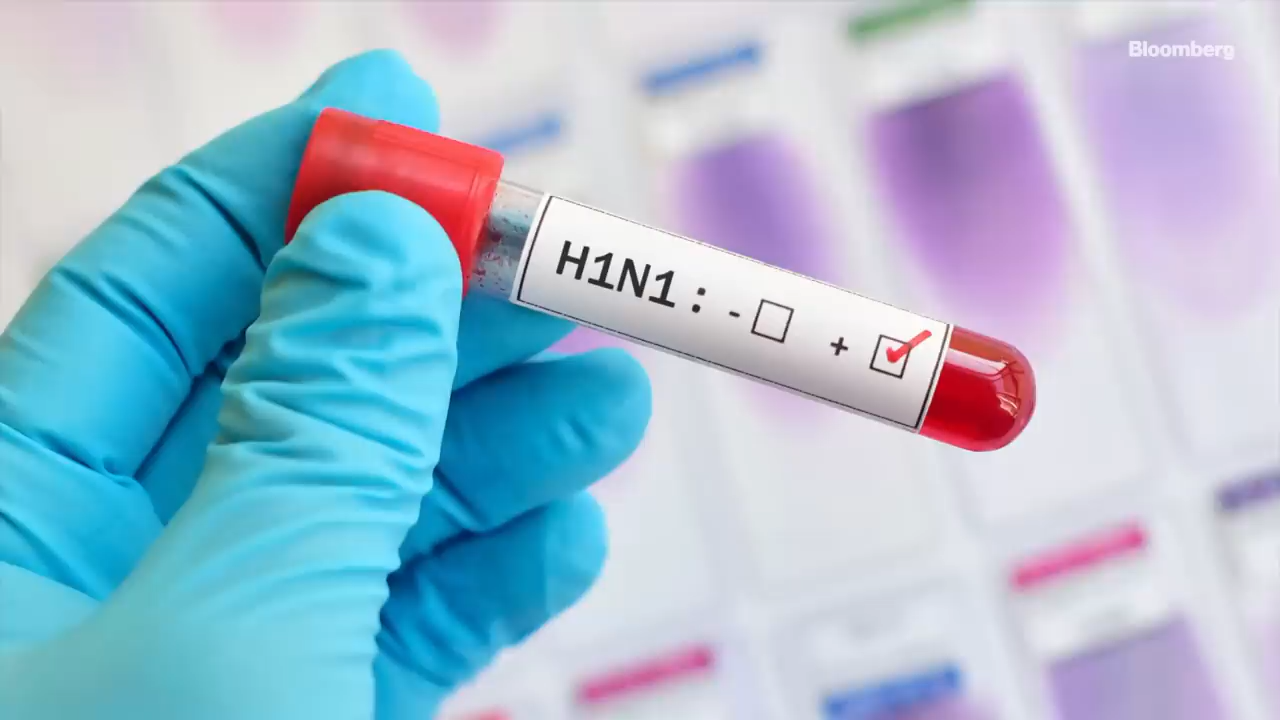 Bloomberg
H1N1 : - ☐ + ☑